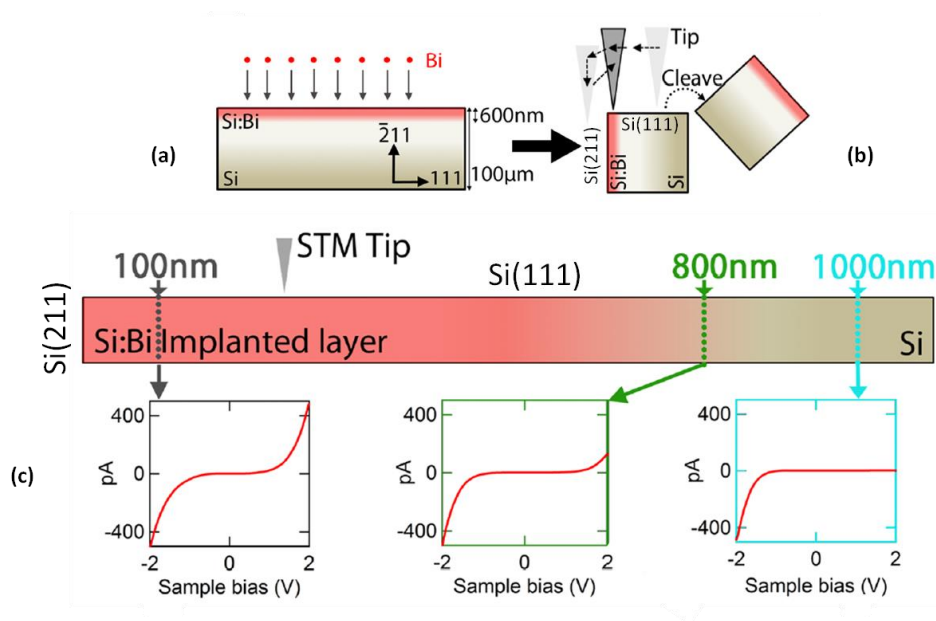 Bi
Si:Bi
600nm
2̄11
(a)
Si
111
100µm
Tip
Cleave
Si(111)
Si(211)
Si:Bi
Si
(b)
STM Tip
100nm
Si(111)
800nm
1000nm
Si(211)
Si:Bi Implanted layer
Si
(c)
400
0
-400
pA
-2 0 2
Sample bias (V)
400
0
-400
pA
-2 0 2
Sample bias (V)
400
0
-400
pA
-2 0 2
Sample bias (V)